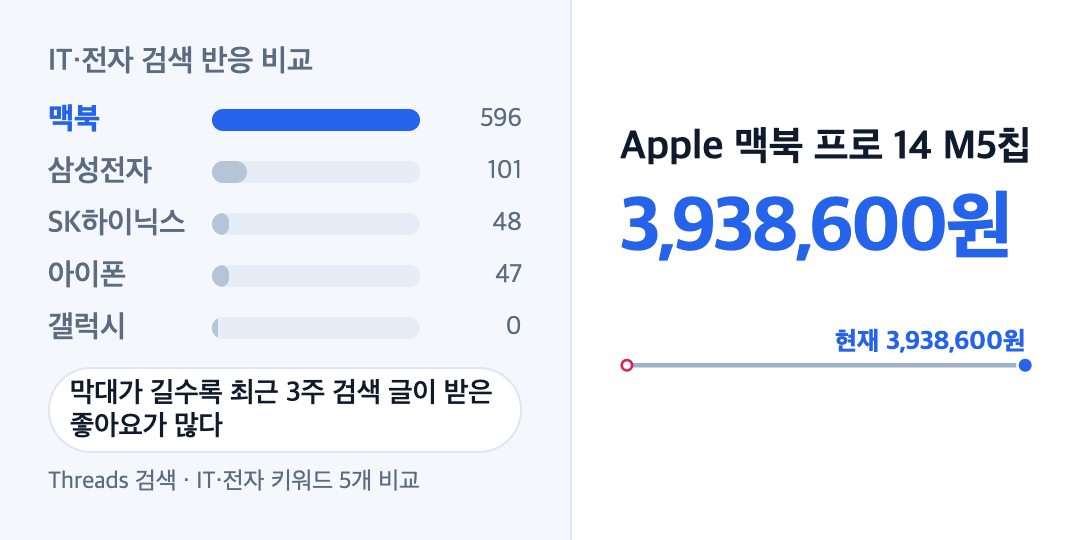 IT·전자 검색 반응 비교
맥북 596
삼성전자 101
SK하이닉스 48
아이폰 47
갤럭시 0
막대가 길수록 최근 3주 검색 글이 받은
좋아요가 많다
Threads 검색 · IT·전자 키워드 5개 비교
Apple 맥북 프로 14 M5칩
3,938,600원
현재 3,938,600원